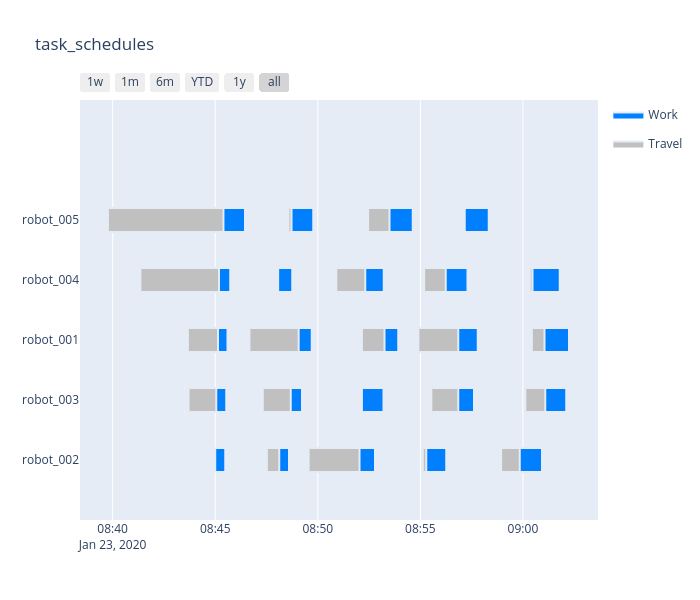 task_schedules
1w 1m 6m YTD 1y all
Work
Travel
robot_005
robot_004
robot_001
robot_003
robot_002
08:40 08:45 08:50 08:55 09:00
Jan 23, 2020